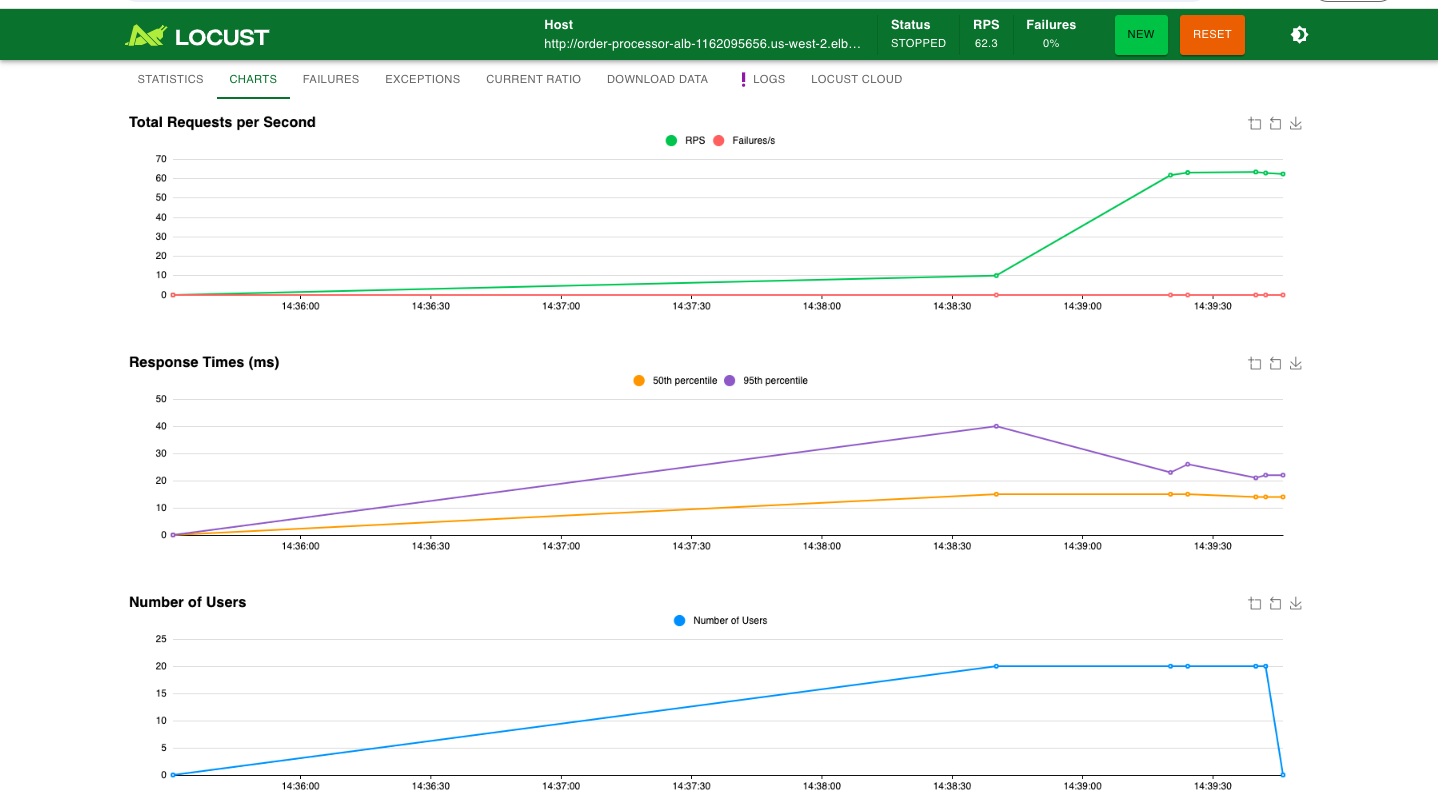 LOCUST
Host
http://order-processor-alb-1162095656.us-west-2.elb…
Status
STOPPED
RPS
62.3
Failures
0%
NEW
RESET
STATISTICS CHARTS FAILURES EXCEPTIONS CURRENT RATIO DOWNLOAD DATA LOGS LOCUST CLOUD
Total Requests per Second
RPS Failures/s
70
60
50
40
30
20
10
0
14:36:00 14:36:30 14:37:00 14:37:30 14:38:00 14:38:30 14:39:00 14:39:30
Response Times (ms)
50th percentile 95th percentile
50
40
30
20
10
0
14:36:00 14:36:30 14:37:00 14:37:30 14:38:00 14:38:30 14:39:00 14:39:30
Number of Users
Number of Users
25
20
15
10
5
0
14:36:00 14:36:30 14:37:00 14:37:30 14:38:00 14:38:30 14:39:00 14:39:30